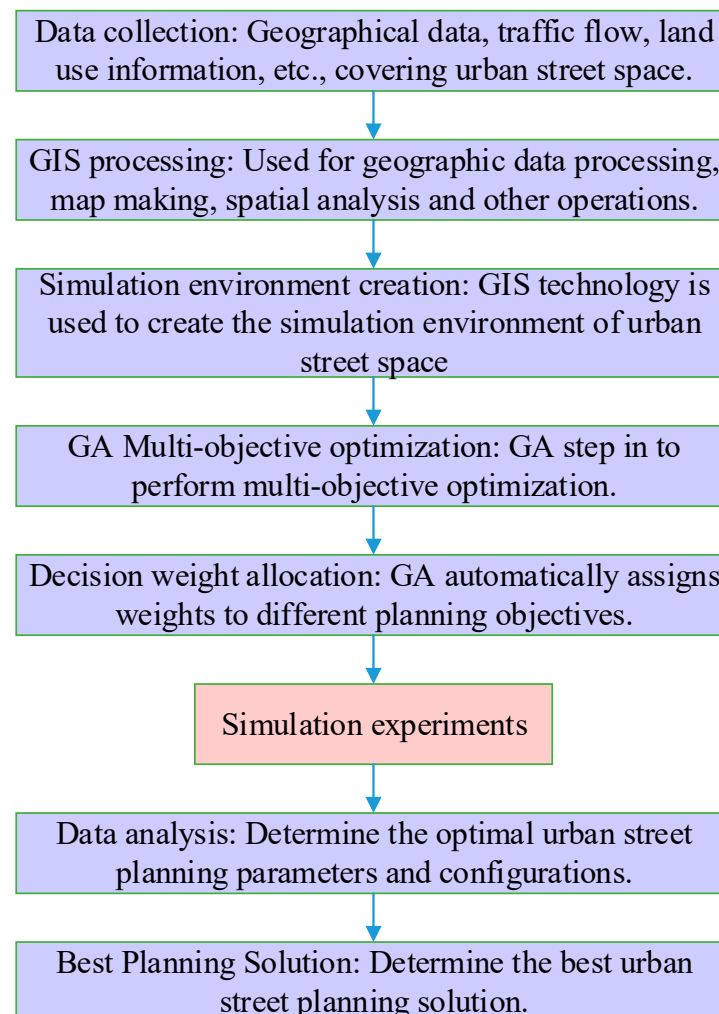 Data collection: Geographical data, traffic flow, land
use information, etc., covering urban street space.
GIS processing: Used for geographic data processing,
map making, spatial analysis and other operations.
Simulation environment creation: GIS technology is
used to create the simulation environment of urban
street space
GA Multi-objective optimization: GA step in to
perform multi-objective optimization.
Decision weight allocation: GA automatically assigns
weights to different planning objectives.
Simulation experiments
Data analysis: Determine the optimal urban street
planning parameters and configurations.
Best Planning Solution: Determine the best urban
street planning solution.